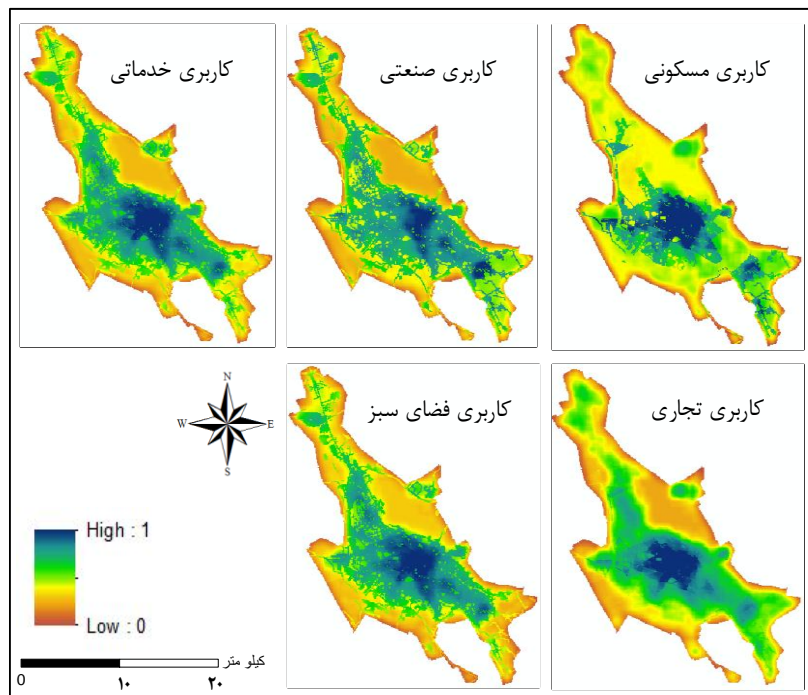 کاربری مسکونی
کاربری صنعتی
کاربری خدماتی
کاربری تجاری
کاربری فضای سبز
N
W
E
S
High : 1
Low : 0
کیلو متر
0 ۱۰ ۲۰